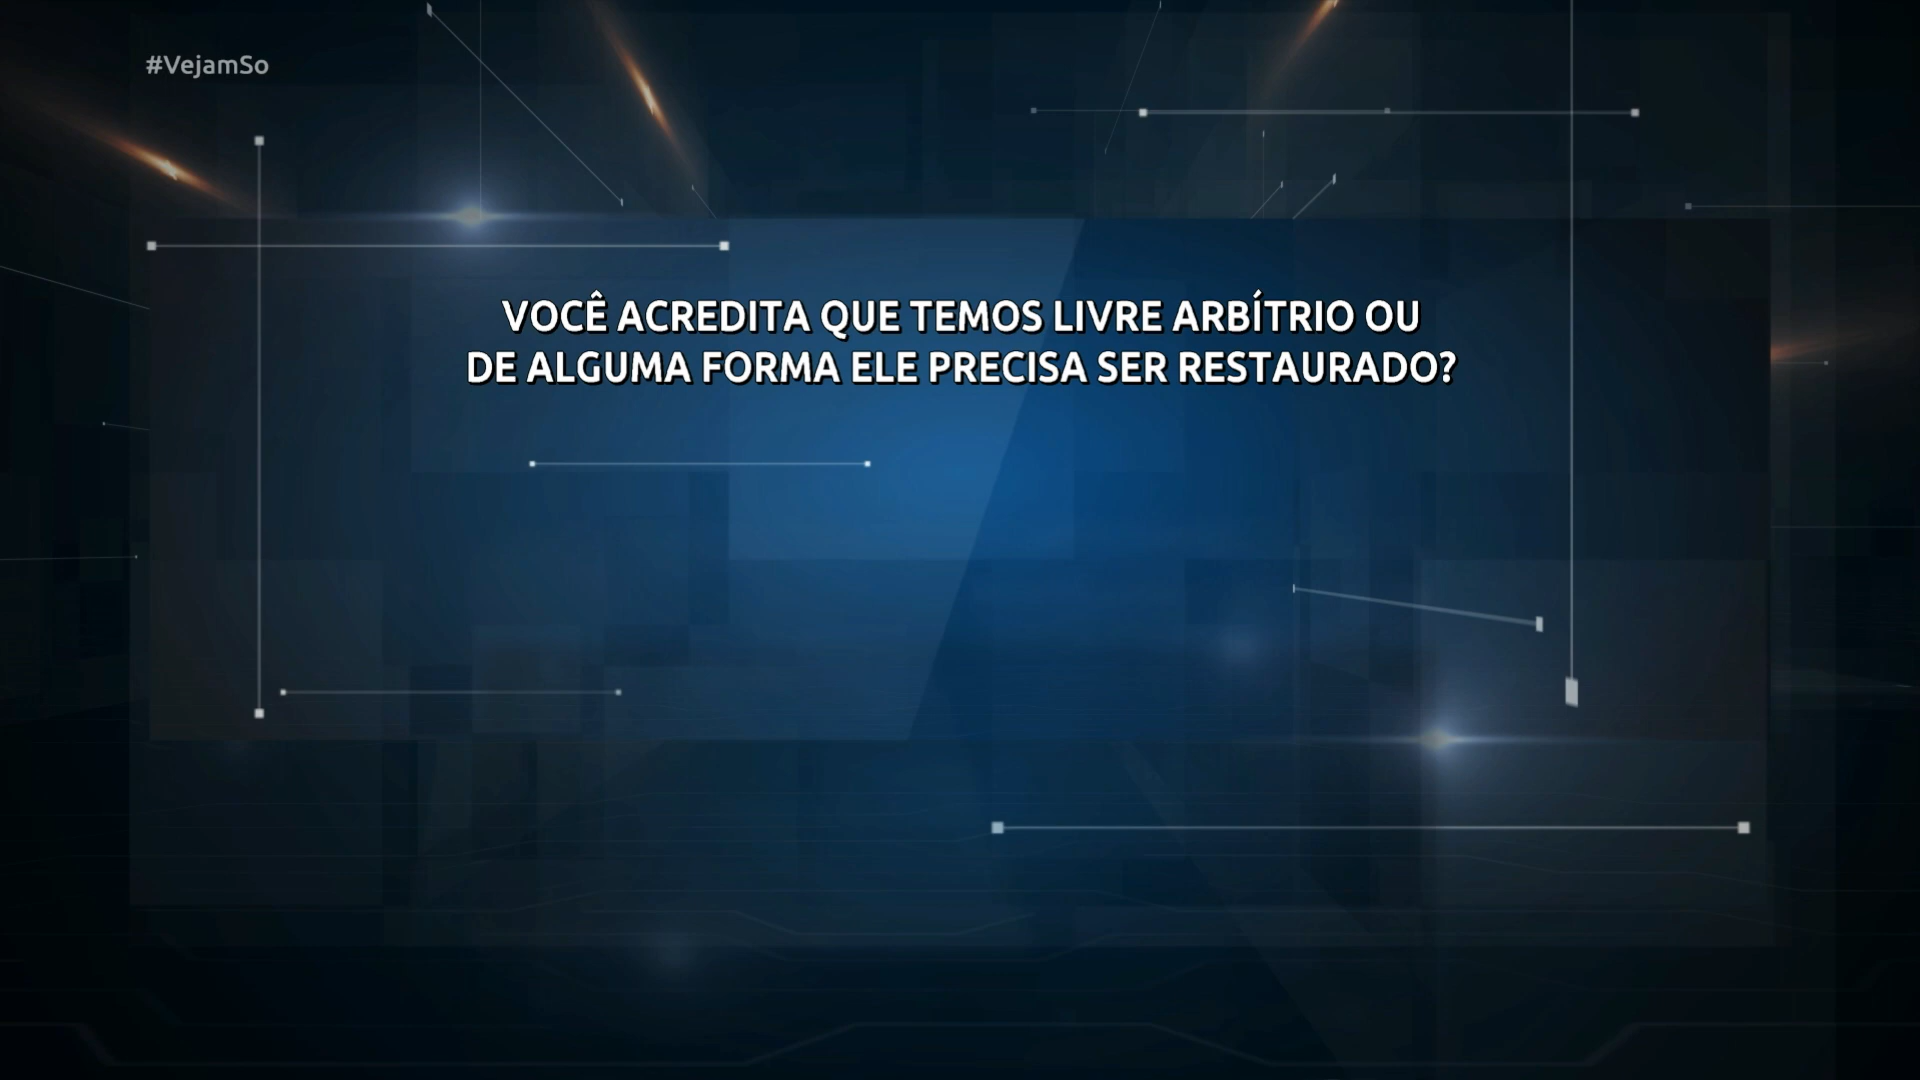 #VejamSo
VOCÊ ACREDITA QUE TEMOS LIVRE ARBÍTRIO OU
DE ALGUMA FORMA ELE PRECISA SER RESTAURADO?